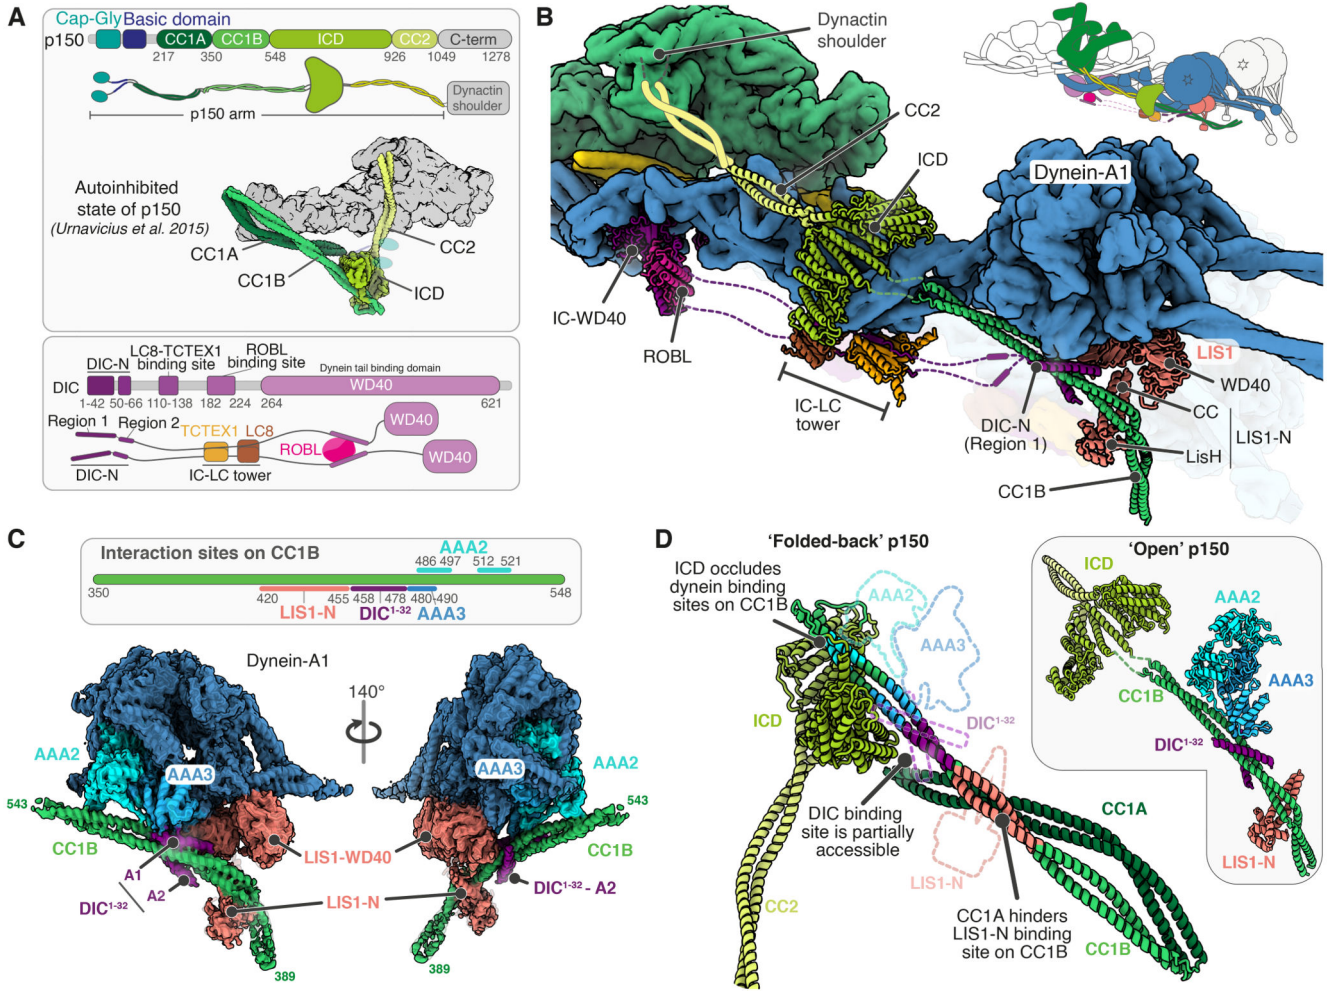 A
Cap-Gly Basic domain
p150
CC1A
CC1B
ICD
CC2
C-term
217
350
548
926
1049
1278
p150 arm
Dynactin
shoulder
Autoinhibited
state of p150
(Urnavicius et al. 2015)
CC1A
CC1B
CC2
ICD
LC8-TCTEX1
binding site
ROBL
binding site
DIC-N
Dynein tail binding domain
DIC
WD40
1-42
50-66
110-138
182
224
264
621
Region 1
Region 2
TCTEX1
LC8
ROBL
WD40
WD40
DIC-N
IC-LC tower
B
Dynactin
shoulder
CC2
ICD
Dynein-A1
IC-WD40
ROBL
IC-LC
tower
DIC-N
(Region 1)
LIS1
WD40
CC
LIS1-N
LisH
CC1B
C
Interaction sites on CC1B
AAA2
486 497
512 521
350
548
420
455
458
478
480-490
LIS1-N
DIC1-32
AAA3
Dynein-A1
140°
AAA2
AAA3
543
CC1B
A1
A2
DIC1-32
LIS1-WD40
LIS1-N
389
AAA3
AAA2
543
CC1B
DIC1-32 - A2
389
D
'Folded-back' p150
ICD occludes
dynein binding
sites on CC1B
AAA2
AAA3
ICD
DIC1-32
DIC binding
site is partially
accessible
LIS1-N
CC1A
CC2
CC1A hinders
LIS1-N binding
site on CC1B
CC1B
'Open' p150
ICD
AAA2
AAA3
CC1B
DIC1-32
LIS1-N